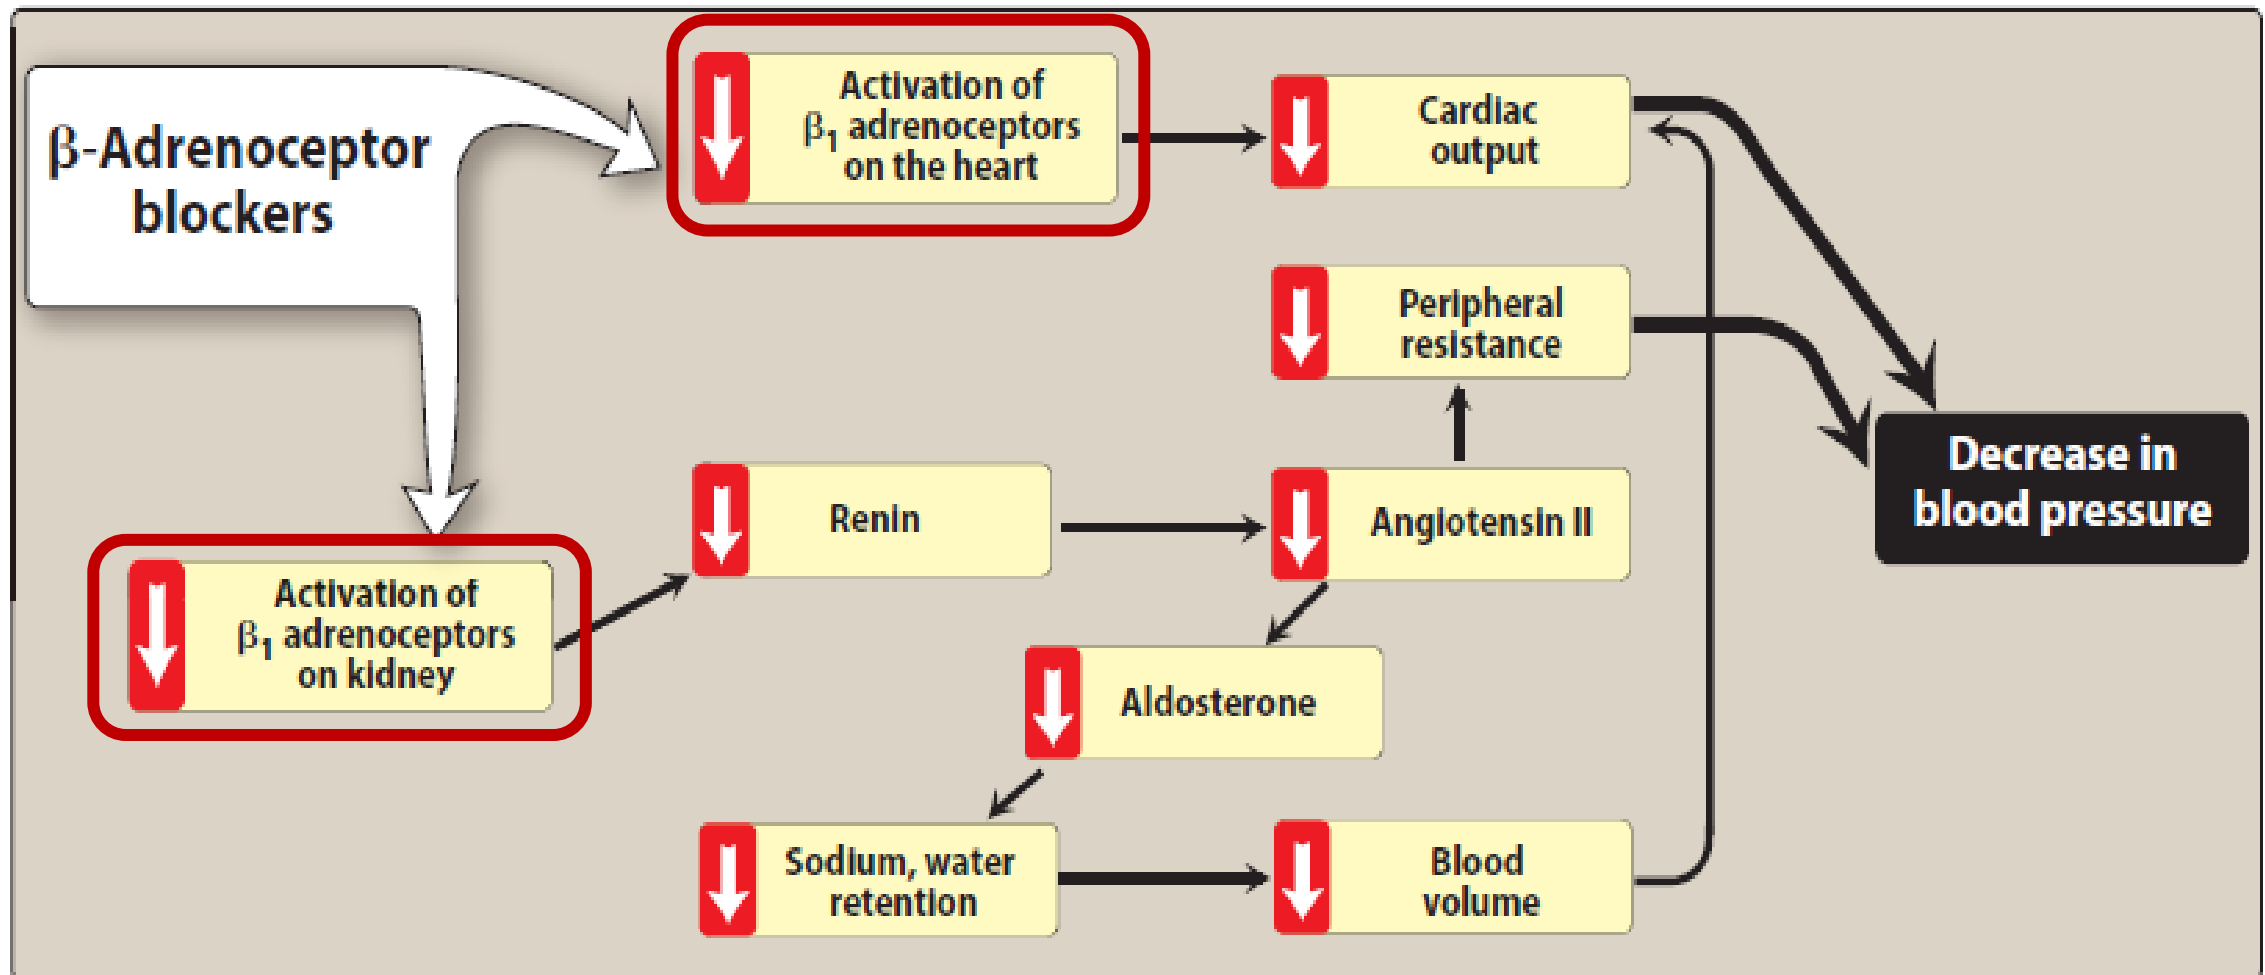 β-Adrenoceptor
blockers
Activation of
β1 adrenoceptors
on the heart
Cardiac
output
Peripheral
resistance
Decrease in
blood pressure
Renin
Angiotensin II
Activation of
β1 adrenoceptors
on kidney
Aldosterone
Sodium, water
retention
Blood
volume